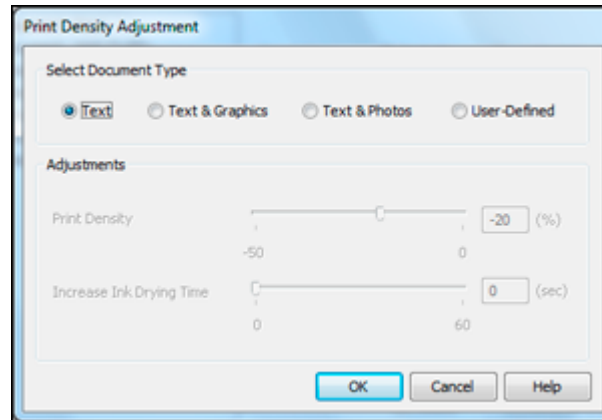 Print Density Adjustment
Select Document Type
Text Text & Graphics Text & Photos User-Defined
Adjustments
Print Density -20 (%)
-50 0
Increase Ink Drying Time 0 (sec)
0 60
OK Cancel Help